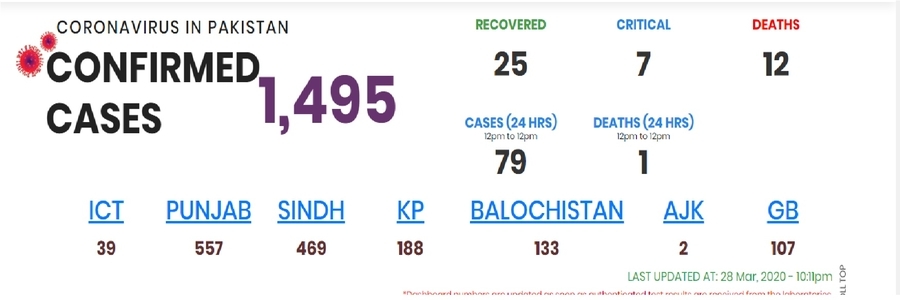 CORONAVIRUS IN PAKISTAN
CONFIRMED
CASES
1,495
RECOVERED
25
CRITICAL
7
DEATHS
12
CASES (24 HRS)
12pm to 12pm
79
DEATHS (24 HRS)
12pm to 12pm
1
ICT PUNJAB SINDH KP BALOCHISTAN AJK GB
39 557 469 188 133 2 107
LAST UPDATED AT: 28 Mar, 2020 - 10:11pm
*Dashboard numbers are updated as soon as authenticated test results are received from the laboratories
TOP